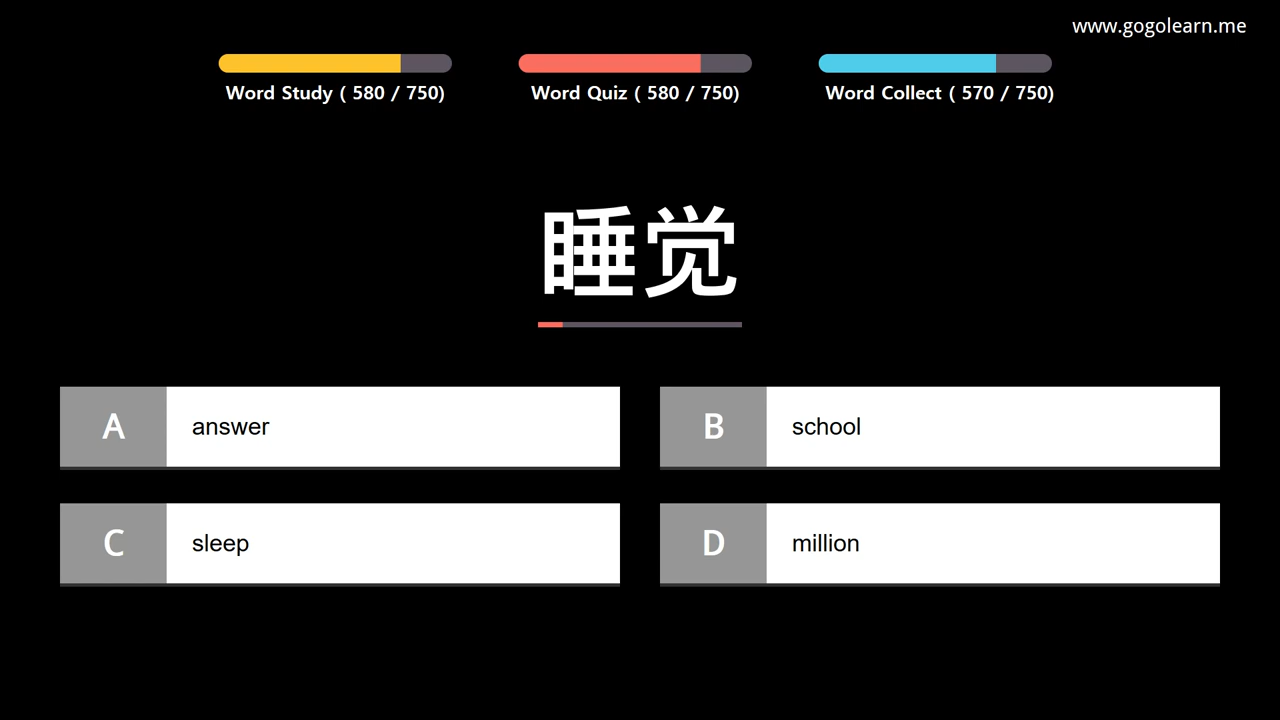 www.gogolearn.me
Word Study ( 580 / 750)
Word Quiz ( 580 / 750)
Word Collect ( 570 / 750)
睡觉
A answer
B school
C sleep
D million